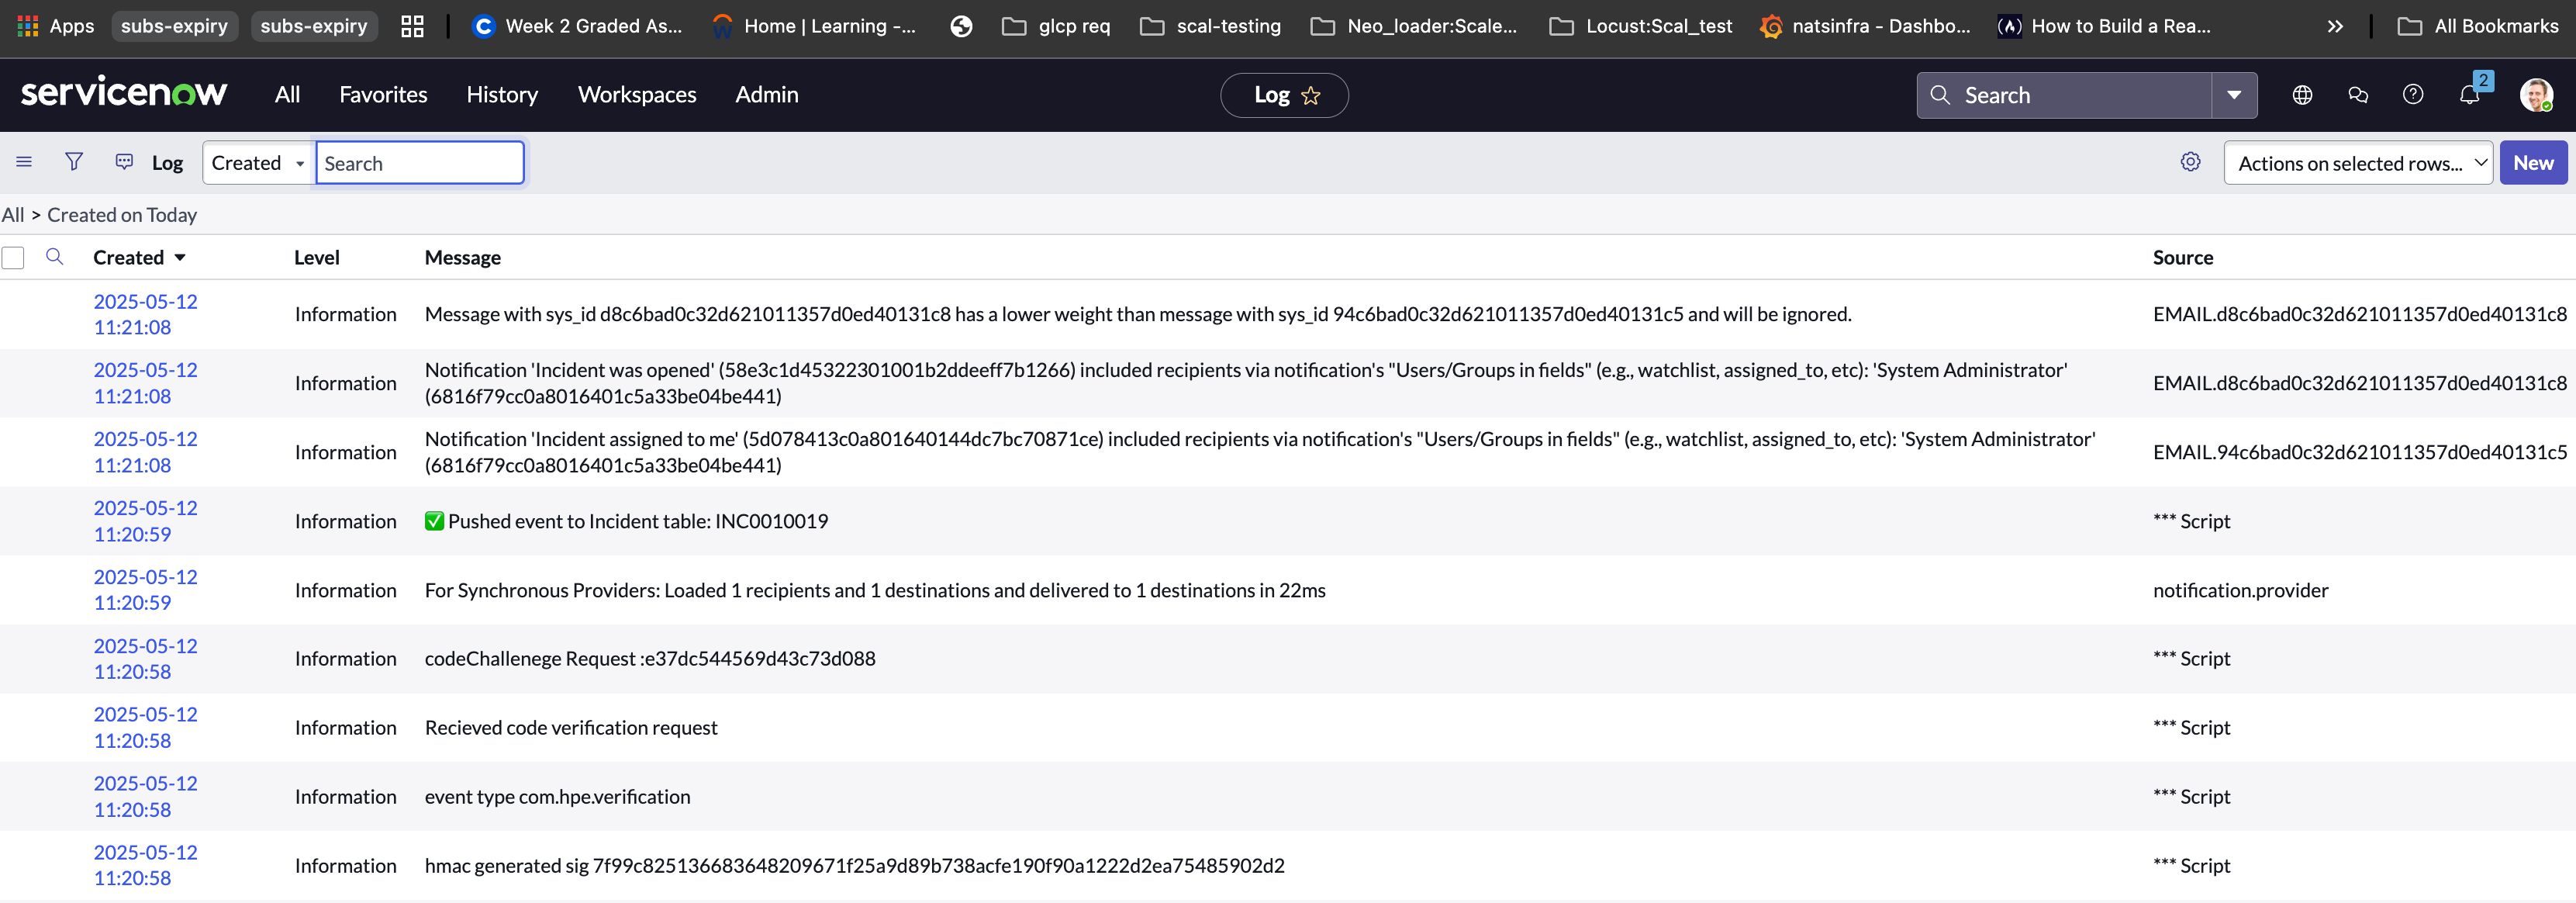 Apps subs-expiry subs-expiry Week 2 Graded As... Home | Learning -... glcp req scal-testing Neo_loader:Scale... Locust:Scal_test natsinfra - Dashbo... How to Build a Rea... » All Bookmarks
servicenow All Favorites History Workspaces Admin Log Search 2
Log Created Search Actions on selected rows... New
All > Created on Today
Created Level Message Source
2025-05-12
11:21:08
Information
Message with sys_id d8c6bad0c32d621011357d0ed40131c8 has a lower weight than message with sys_id 94c6bad0c32d621011357d0ed40131c5 and will be ignored.
EMAIL.d8c6bad0c32d621011357d0ed40131c8
2025-05-12
11:21:08
Information
Notification 'Incident was opened' (58e3c1d45322301001b2ddeeff7b1266) included recipients via notification's "Users/Groups in fields" (e.g., watchlist, assigned_to, etc): 'System Administrator'
(6816f79cc0a8016401c5a33be04be441)
EMAIL.d8c6bad0c32d621011357d0ed40131c8
2025-05-12
11:21:08
Information
Notification 'Incident assigned to me' (5d078413c0a801640144dc7bc70871ce) included recipients via notification's "Users/Groups in fields" (e.g., watchlist, assigned_to, etc): 'System Administrator'
(6816f79cc0a8016401c5a33be04be441)
EMAIL.94c6bad0c32d621011357d0ed40131c5
2025-05-12
11:20:59
Information
✅ Pushed event to Incident table: INC0010019
*** Script
2025-05-12
11:20:59
Information
For Synchronous Providers: Loaded 1 recipients and 1 destinations and delivered to 1 destinations in 22ms
notification.provider
2025-05-12
11:20:58
Information
codeChallenege Request :e37dc544569d43c73d088
*** Script
2025-05-12
11:20:58
Information
Recieved code verification request
*** Script
2025-05-12
11:20:58
Information
event type com.hpe.verification
*** Script
2025-05-12
11:20:58
Information
hmac generated sig 7f99c825136683648209671f25a9d89b738acfe190f90a1222d2ea75485902d2
*** Script